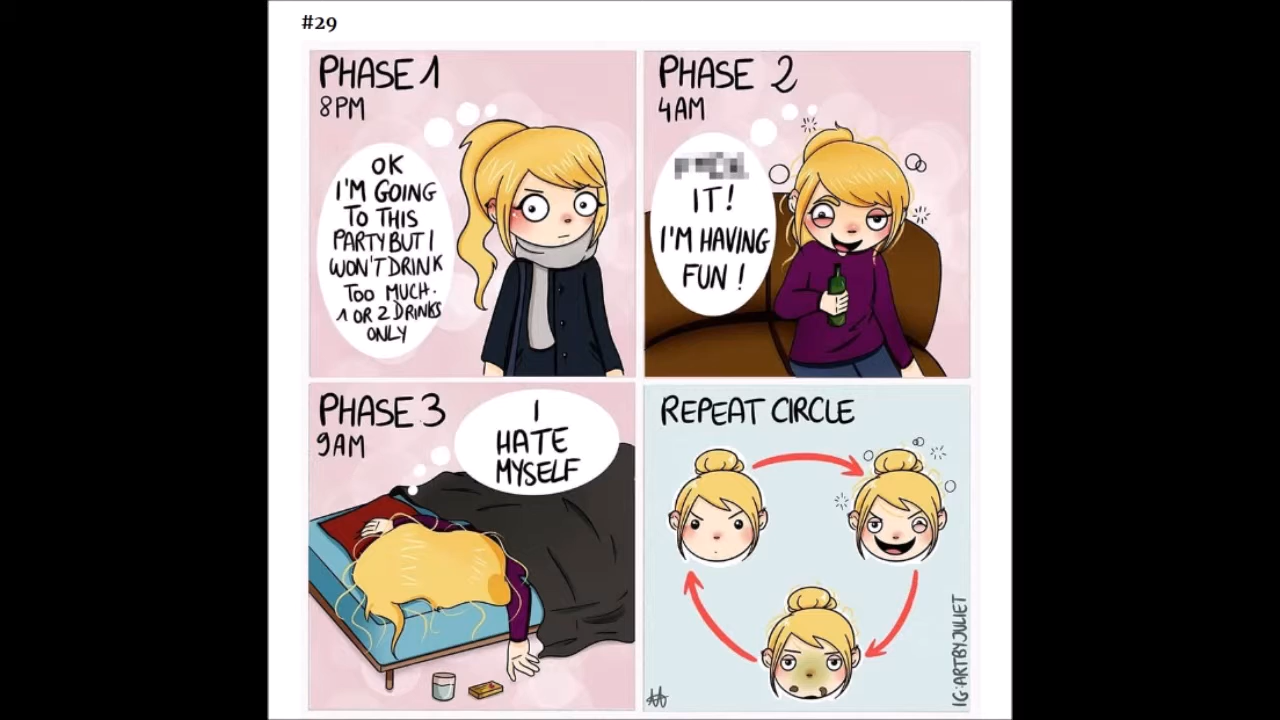 #29
PHASE 1
8PM
OK
I'M GOING
TO THIS
PARTY BUT I
WON'T DRINK
TOO MUCH.
1 OR 2 DRINKS
ONLY
PHASE 2
4AM
IT!
I'M HAVING
FUN!
PHASE 3
9AM
I
HATE
MYSELF
REPEAT CIRCLE
IG:ARTBYJULIET